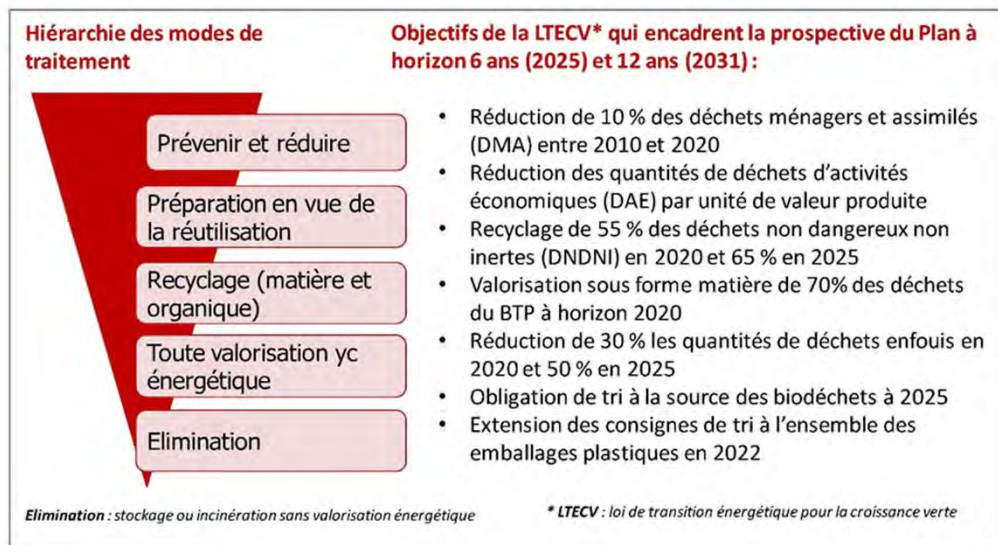 Hiérarchie des modes de
traitement
Prévenir et réduire
Préparation en vue de
la réutilisation
Recyclage (matière et
organique)
Toute valorisation yc
énergétique
Elimination
Elimination : stockage ou incinération sans valorisation énergétique
Objectifs de la LTECV* qui encadrent la prospective du Plan à
horizon 6 ans (2025) et 12 ans (2031) :
• Réduction de 10 % des déchets ménagers et assimilés
(DMA) entre 2010 et 2020
• Réduction des quantités de déchets d’activités
économiques (DAE) par unité de valeur produite
• Recyclage de 55 % des déchets non dangereux non
inertes (DNDNI) en 2020 et 65 % en 2025
• Valorisation sous forme matière de 70% des déchets
du BTP à horizon 2020
• Réduction de 30 % les quantités de déchets enfouis en
2020 et 50 % en 2025
• Obligation de tri à la source des biodéchets à 2025
• Extension des consignes de tri à l’ensemble des
emballages plastiques en 2022
* LTECV : loi de transition énergétique pour la croissance verte